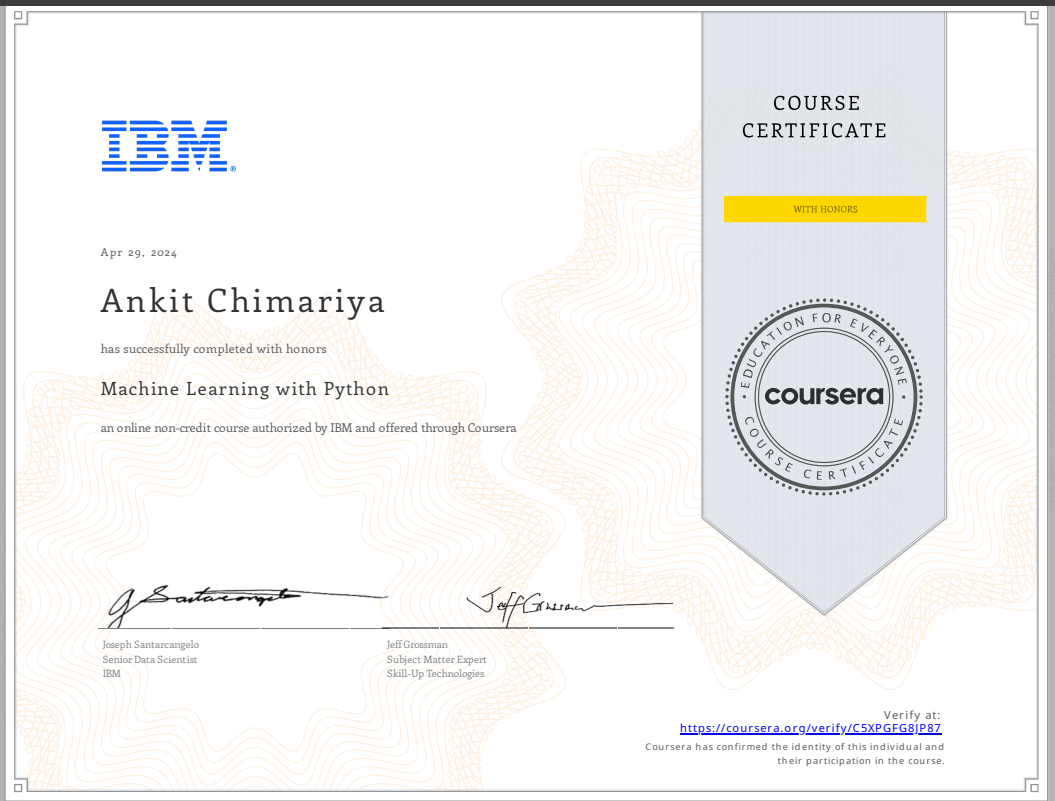 COURSE
CERTIFICATE
IBM®
WITH HONORS
Apr 29, 2024
Ankit Chimariya
has successfully completed with honors
Machine Learning with Python
an online non-credit course authorized by IBM and offered through Coursera
EDUCATION FOR EVERYONE
coursera
COURSE CERTIFICATE
J Santarcangelo
Jeff Grossman
Joseph Santarcangelo
Senior Data Scientist
IBM
Jeff Grossman
Subject Matter Expert
Skill-Up Technologies
Verify at:
https://coursera.org/verify/C5XPGFG8JP87
Coursera has confirmed the identity of this individual and
their participation in the course.